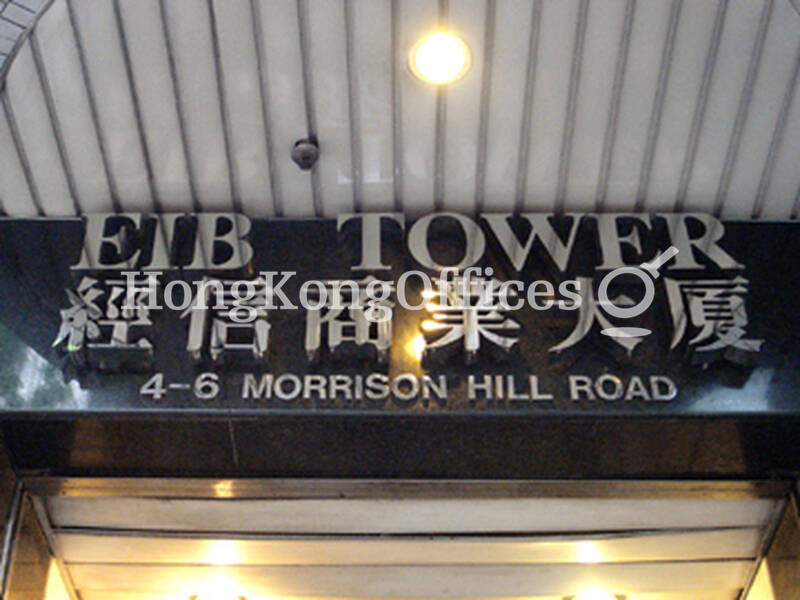 EIB TOWER
HongKongOffices
經信商業大廈
4-6 MORRISON HILL ROAD